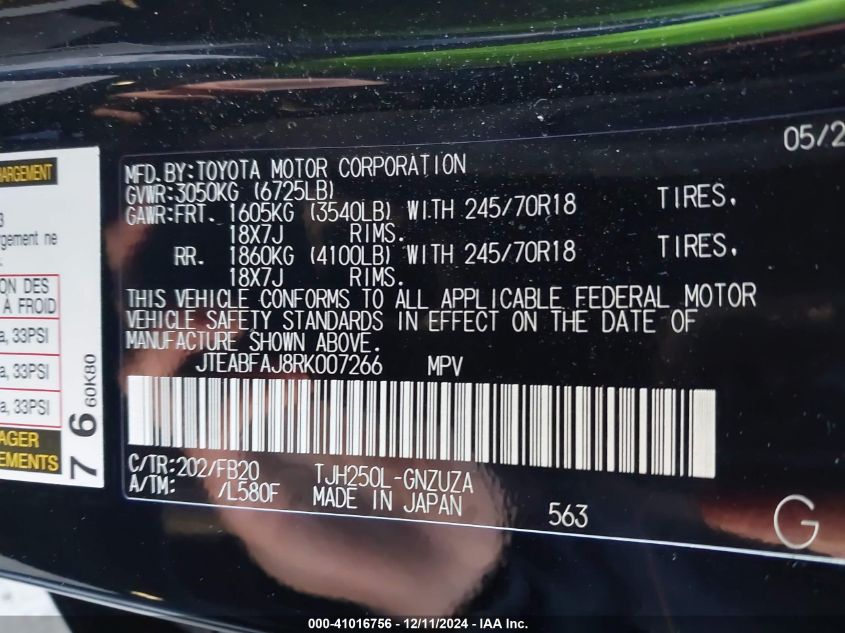 05/2
MFD.BY:TOYOTA MOTOR CORPORATION
GVWR:3050KG (6725LB)
GAWR:FRT. 1605KG (3540LB) WITH 245/70R18 TIRES,
18X7J RIMS.
RR. 1860KG (4100LB) WITH 245/70R18 TIRES,
18X7J RIMS.
THIS VEHICLE CONFORMS TO ALL APPLICABLE FEDERAL MOTOR
VEHICLE SAFETY STANDARDS IN EFFECT ON THE DATE OF
MANUFACTURE SHOWN ABOVE.
JTEABFAJ8RK007266 MPV
C/TR:202/FB20 TJH250L-GNZUZA
A/TM: /L580F MADE IN JAPAN
563
G
ARGEMENT
3
gement ne
ON DES
À FROID
a, 33PSI
a, 33PSI
a, 33PSI
AGER
EMENTS
76 60K80
000-41016756 - 12/11/2024 - IAA Inc.